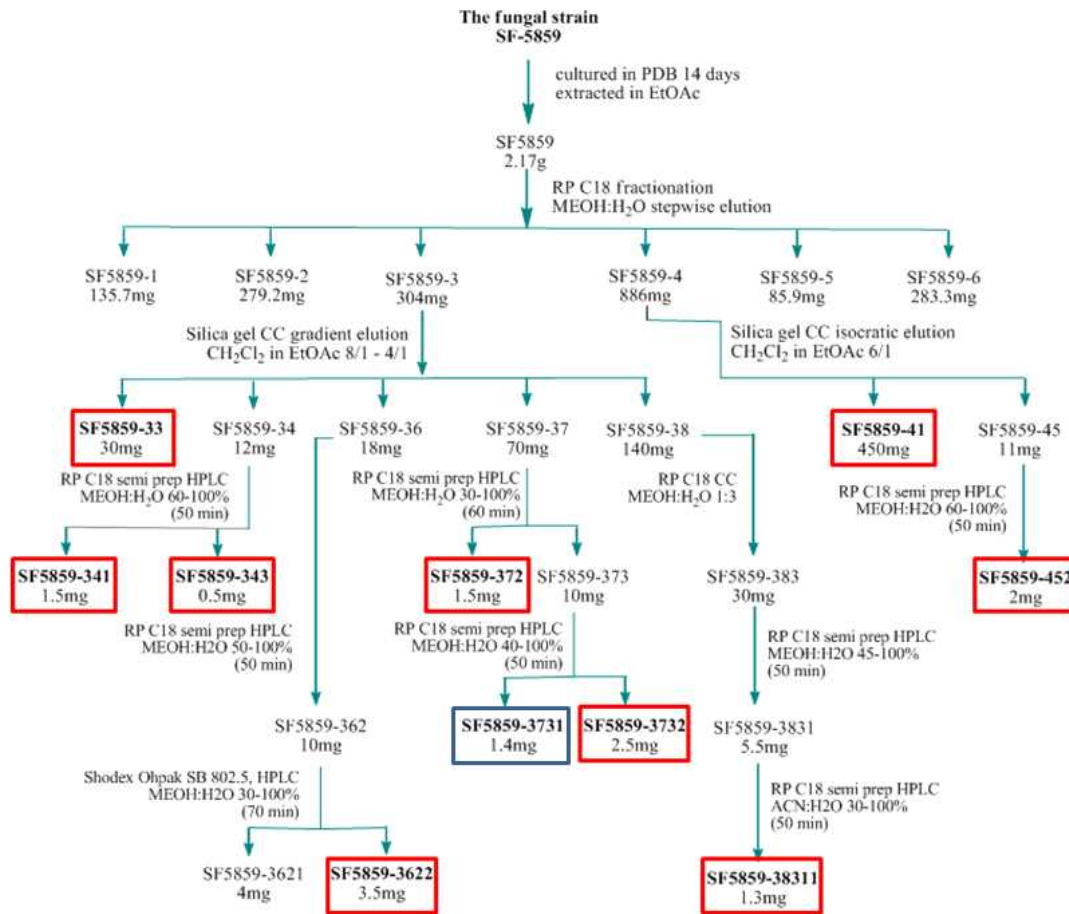 The fungal strain
SF-5859
cultured in PDB 14 days
extracted in EtOAc
SF5859
2.17g
RP C18 fractionation
MEOH:H₂O stepwise elution
SF5859-1
135.7mg
SF5859-2
279.2mg
SF5859-3
304mg
SF5859-4
886mg
SF5859-5
85.9mg
SF5859-6
283.3mg
Silica gel CC gradient elution
CH₂Cl₂ in EtOAc 8/1 - 4/1
Silica gel CC isocratic elution
CH₂Cl₂ in EtOAc 6/1
SF5859-33
30mg
SF5859-34
12mg
SF5859-36
18mg
SF5859-37
70mg
SF5859-38
140mg
SF5859-41
450mg
SF5859-45
11mg
RP C18 semi prep HPLC
MEOH:H₂O 60-100%
(50 min)
RP C18 semi prep HPLC
MEOH:H₂O 30-100%
(60 min)
RP C18 CC
MEOH:H₂O 1:3
RP C18 semi prep HPLC
MEOH:H2O 60-100%
(50 min)
SF5859-341
1.5mg
SF5859-343
0.5mg
SF5859-372
1.5mg
SF5859-373
10mg
SF5859-383
30mg
SF5859-452
2mg
RP C18 semi prep HPLC
MEOH:H2O 50-100%
(50 min)
RP C18 semi prep HPLC
MEOH:H2O 40-100%
(50 min)
RP C18 semi prep HPLC
MEOH:H2O 45-100%
(50 min)
SF5859-362
10mg
SF5859-3731
1.4mg
SF5859-3732
2.5mg
SF5859-3831
5.5mg
Shodex Ohpak SB 802.5, HPLC
MEOH:H2O 30-100%
(70 min)
RP C18 semi prep HPLC
ACN:H2O 30-100%
(50 min)
SF5859-3621
4mg
SF5859-3622
3.5mg
SF5859-38311
1.3mg